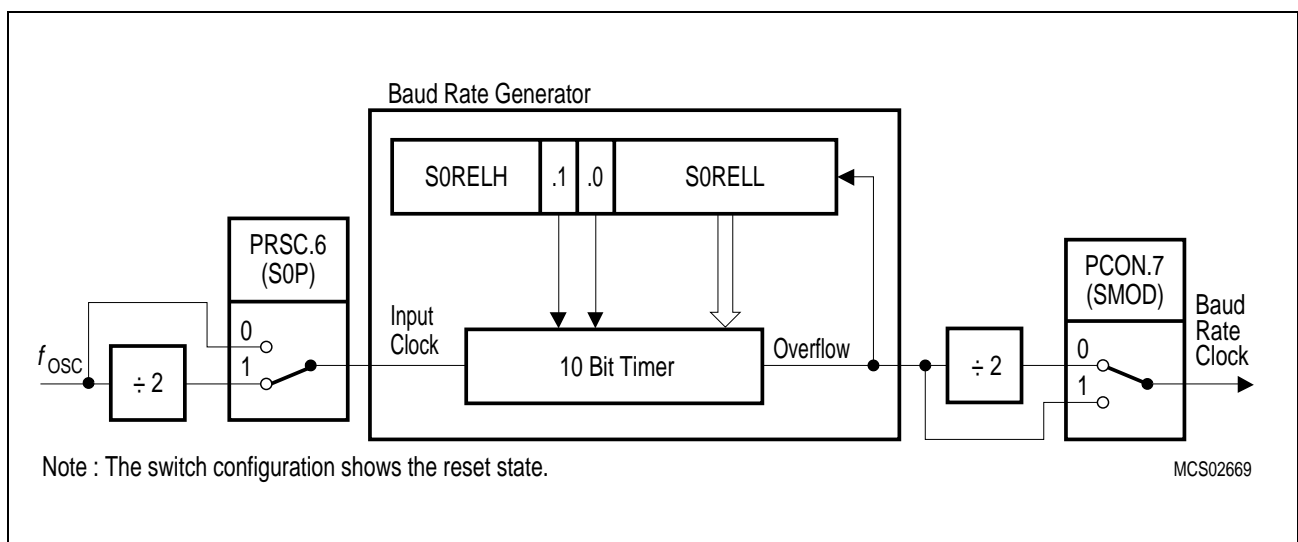 Baud Rate Generator
S0RELH .1 .0 S0RELL
PRSC.6
(S0P)
0
1
fOSC
÷ 2
Input
Clock
10 Bit Timer
Overflow
÷ 2
PCON.7
(SMOD)
0
1
Baud
Rate
Clock
Note : The switch configuration shows the reset state.
MCS02669